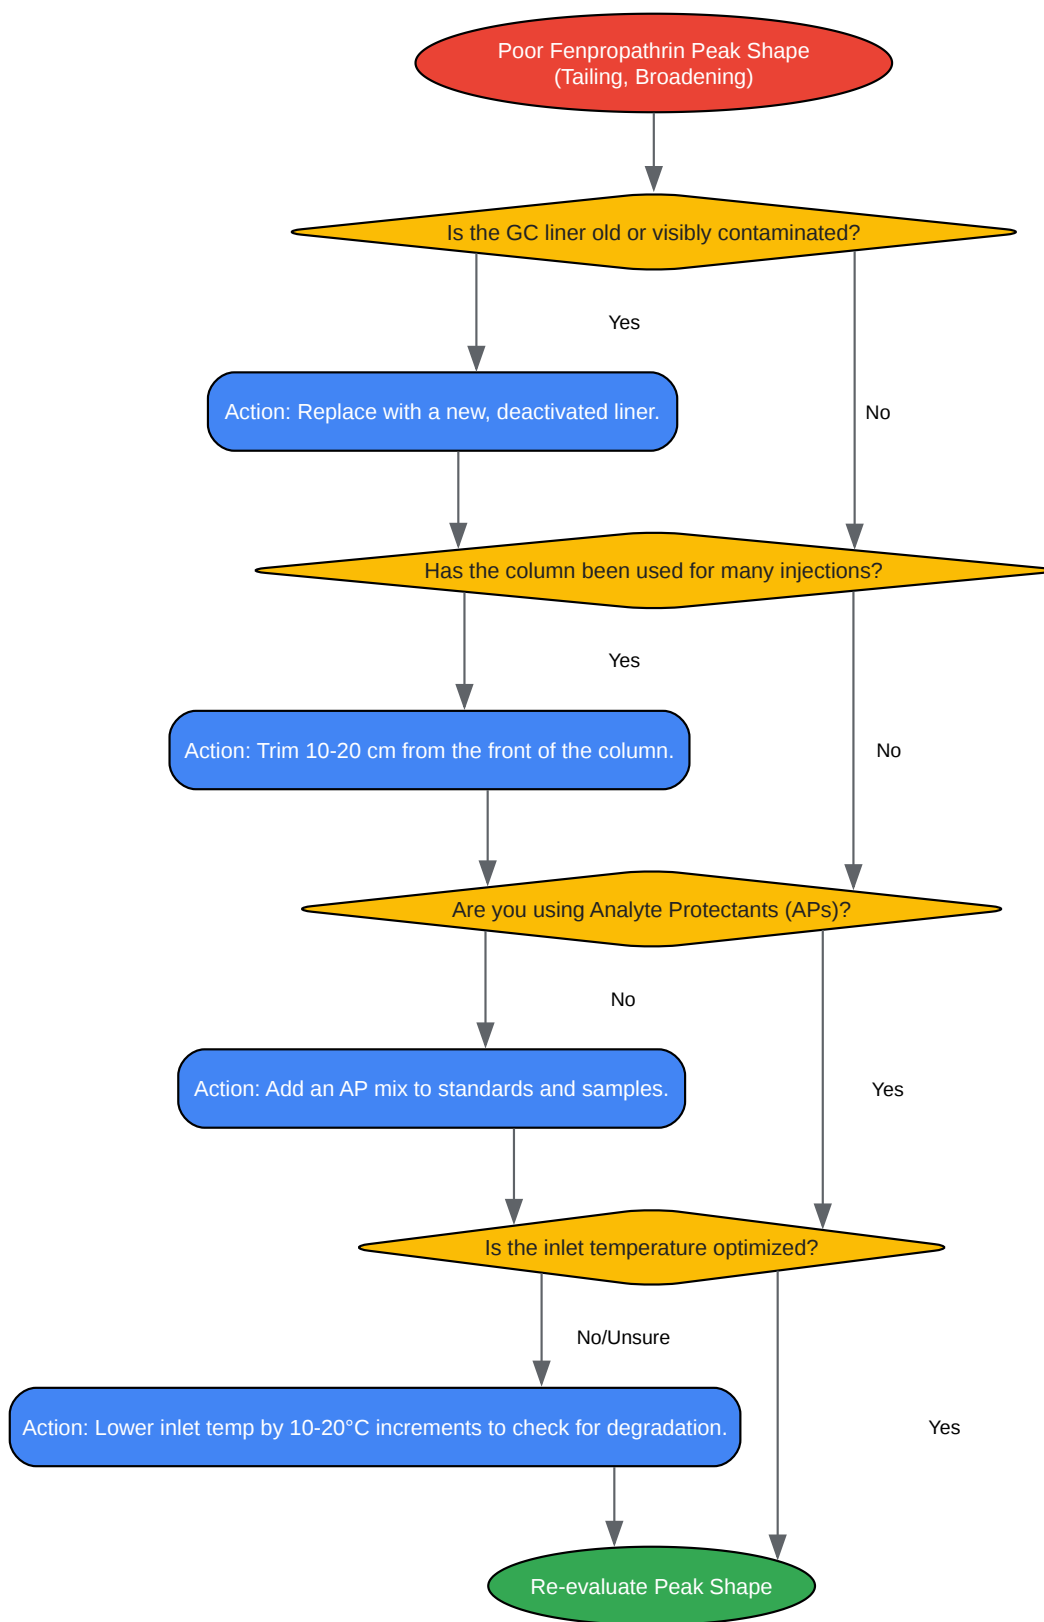 Poor Fenpropathrin Peak Shape
(Tailing, Broadening)
Is the GC liner old or visibly contaminated?
Yes
Action: Replace with a new, deactivated liner.
No
Has the column been used for many injections?
Yes
Action: Trim 10-20 cm from the front of the column.
No
Are you using Analyte Protectants (APs)?
No
Action: Add an AP mix to standards and samples.
Yes
Is the inlet temperature optimized?
No/Unsure
Action: Lower inlet temp by 10-20°C increments to check for degradation.
Yes
Re-evaluate Peak Shape